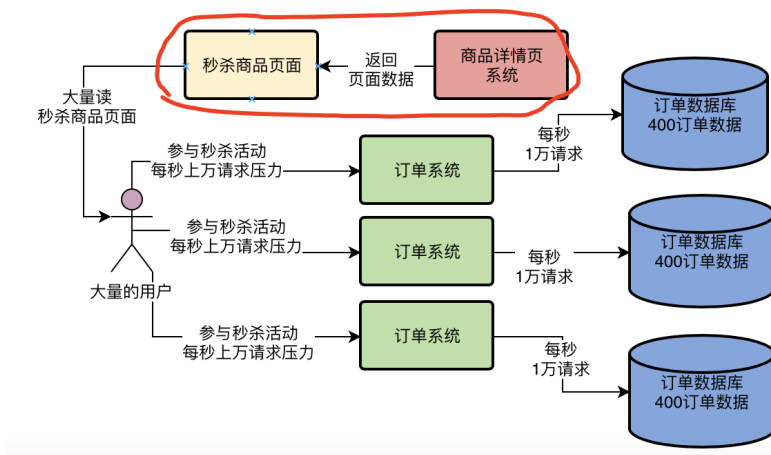 秒杀商品页面
返回
页面数据
商品详情页
系统
大量读
秒杀商品页面
订单数据库
400订单数据
每秒
1万请求
参与秒杀活动
每秒上万请求压力
订单系统
参与秒杀活动
每秒上万请求压力
订单系统
每秒
1万请求
订单数据库
400订单数据
大量的用户
参与秒杀活动
每秒上万请求压力
订单系统
每秒
1万请求
订单数据库
400订单数据